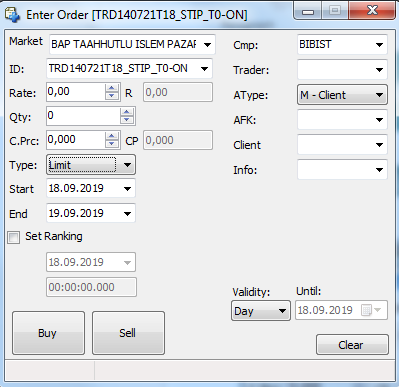 Enter Order [TRD140721T18_STIP_T0-ON]
Market BAP TAAHHUTLU ISLEM PAZAR Cmp: BIBIST
ID: TRD140721T18_STIP_T0-ON Trader:
Rate: 0,00 R 0,00 AType: M - Client
Qty: 0 AFK:
C.Prc: 0,000 CP 0,000 Client
Type: Limit Info:
Start 18.09.2019
End 19.09.2019
Set Ranking
18.09.2019
00:00:00.000
Validity: Until:
Day 18.09.2019
Buy Sell Clear